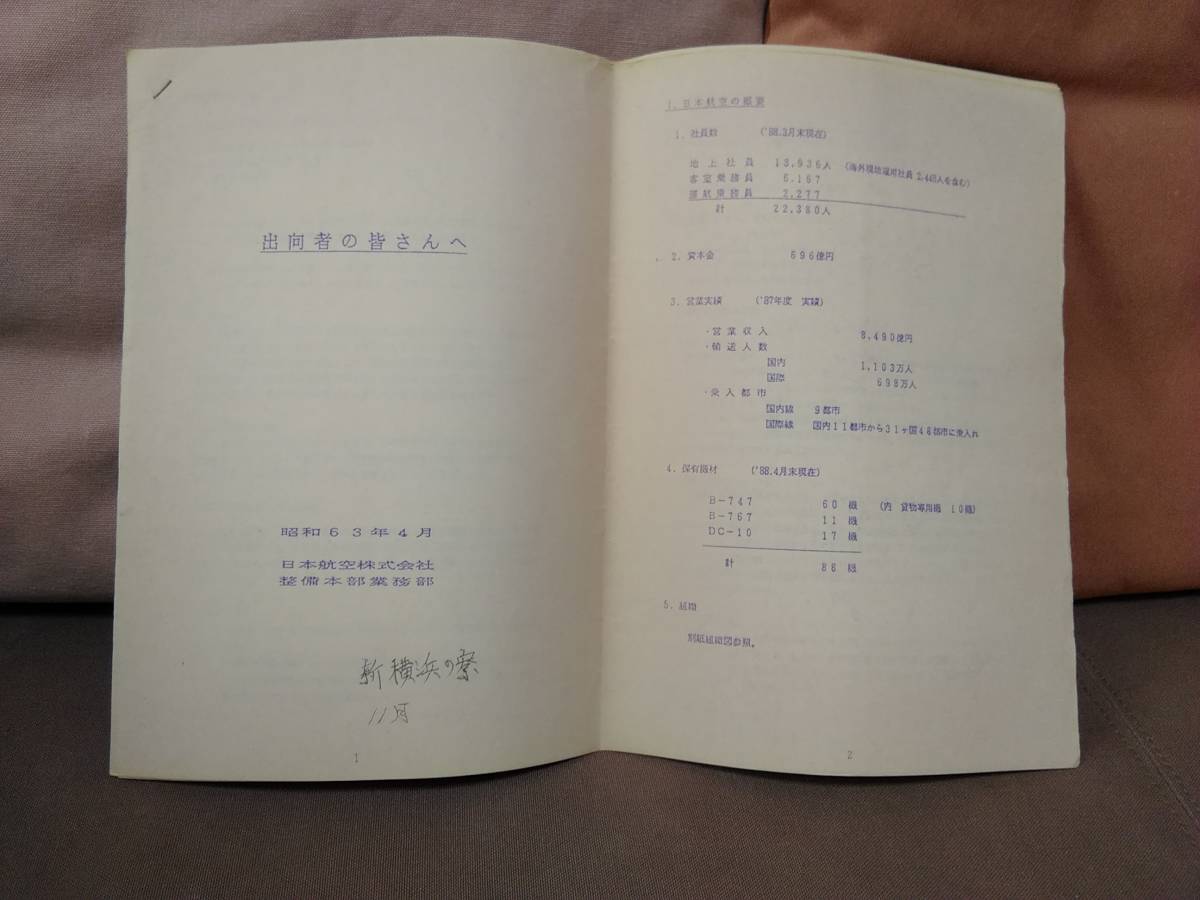 出向者の皆さんへ
昭和63年4月
日本航空株式会社
整備本部業務部
新横浜の寮
11月
1
1．日本航空の概要
1．社員数 ('88.3月末現在)
地上社員 13,936人 (海外現地雇用社員 2,448人を含む)
客室乗務員 6,167
運航乗務員 2,277
計 22,380人
2．資本金 696億円
3．営業実績 ('87年度 実績)
・営業収入 8,490億円
・輸送人数
国内 1,103万人
国際 698万人
・乗入都市
国内線 9都市
国際線 国内11都市から31ヶ国48都市に乗入れ
4．保有機材 ('88.4月末現在)
B-747 60機 (内 貨物専用機 10機)
B-767 11機
DC-10 17機
計 88機
5．組織
別紙組織図参照。
2